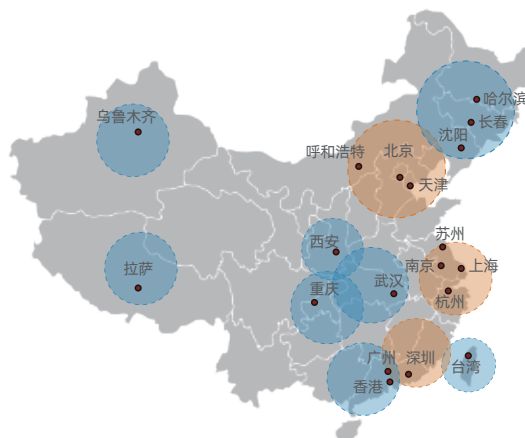 哈尔滨
乌鲁木齐
长春
沈阳
呼和浩特
北京
天津
苏州
西安
南京
上海
拉萨
武汉
重庆
杭州
广州
深圳
台湾
香港